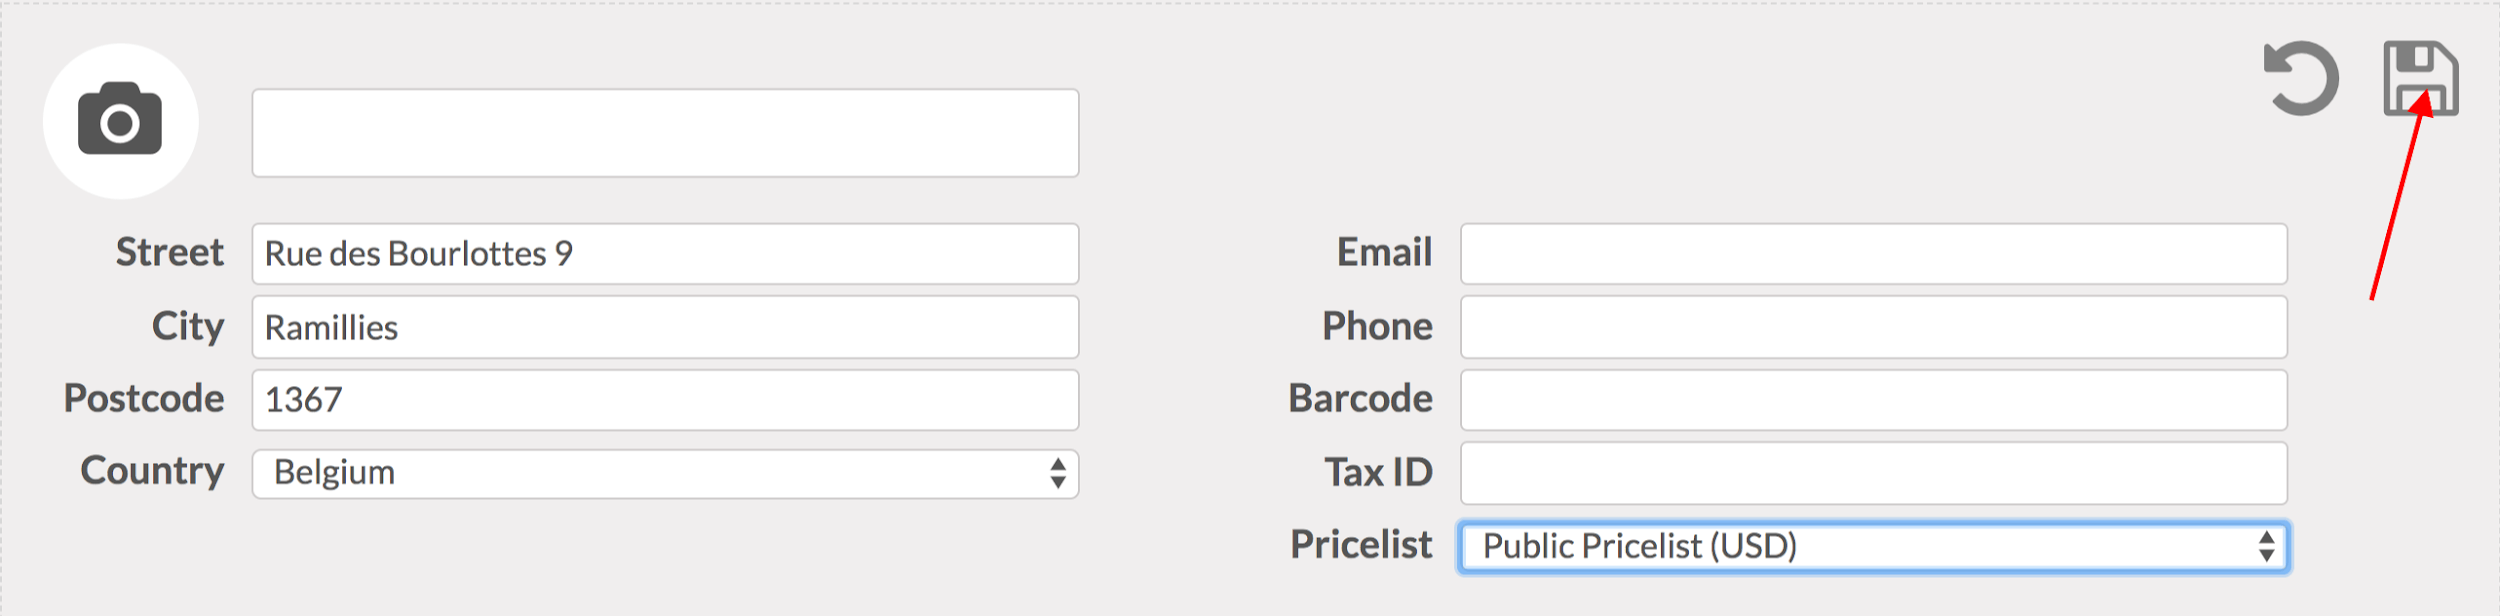 Street Rue des Bourlottes 9
City Ramillies
Postcode 1367
Country Belgium
Email
Phone
Barcode
Tax ID
Pricelist Public Pricelist (USD)